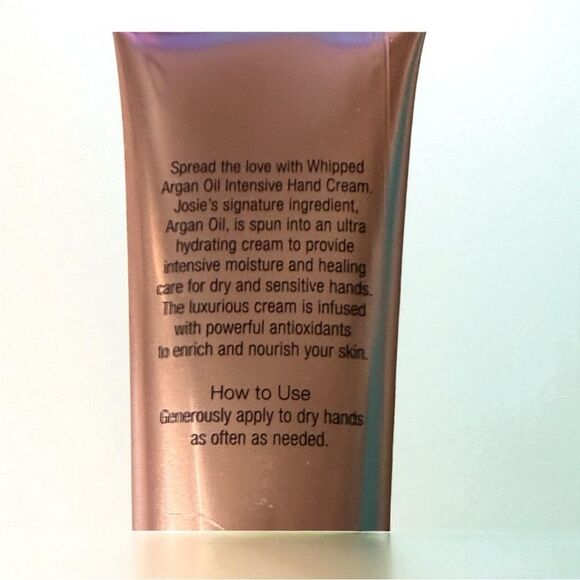 Spread the love with Whipped
Argan Oil Intensive Hand Cream.
Josie's signature ingredient,
Argan Oil, is spun into an ultra
hydrating cream to provide
intensive moisture and healing
care for dry and sensitive hands.
The luxurious cream is infused
with powerful antioxidants
to enrich and nourish your skin.
How to Use
Generously apply to dry hands
as often as needed.